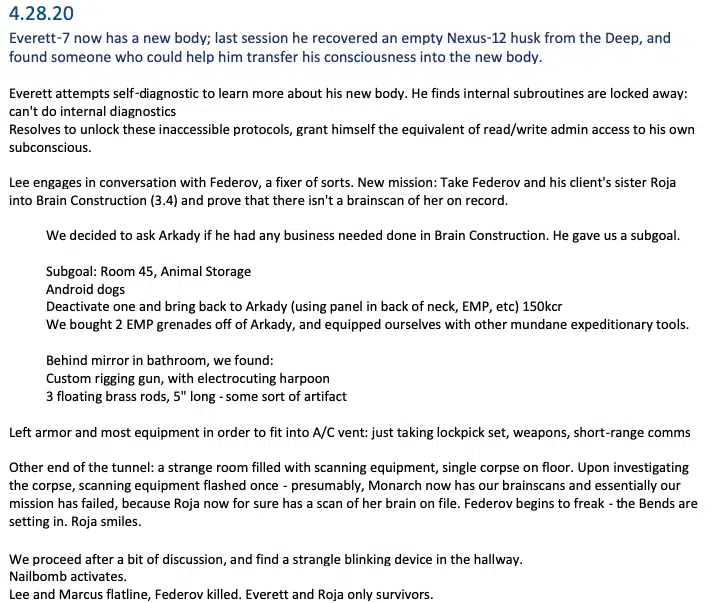 4.28.20
Everett-7 now has a new body; last session he recovered an empty Nexus-12 husk from the Deep, and
found someone who could help him transfer his consciousness into the new body.
Everett attempts self-diagnostic to learn more about his new body. He finds internal subroutines are locked away:
can't do internal diagnostics
Resolves to unlock these inaccessible protocols, grant himself the equivalent of read/write admin access to his own
subconscious.
Lee engages in conversation with Federov, a fixer of sorts. New mission: Take Federov and his client's sister Roja
into Brain Construction (3.4) and prove that there isn't a brainscan of her on record.
We decided to ask Arkady if he had any business needed done in Brain Construction. He gave us a subgoal.
Subgoal: Room 45, Animal Storage
Android dogs
Deactivate one and bring back to Arkady (using panel in back of neck, EMP, etc) 150kcr
We bought 2 EMP grenades off of Arkady, and equipped ourselves with other mundane expeditionary tools.
Behind mirror in bathroom, we found:
Custom rigging gun, with electrocuting harpoon
3 floating brass rods, 5" long - some sort of artifact
Left armor and most equipment in order to fit into A/C vent: just taking lockpick set, weapons, short-range comms
Other end of the tunnel: a strange room filled with scanning equipment, single corpse on floor. Upon investigating
the corpse, scanning equipment flashed once - presumably, Monarch now has our brainscans and essentially our
mission has failed, because Roja now for sure has a scan of her brain on file. Federov begins to freak - the Bends are
setting in. Roja smiles.
We proceed after a bit of discussion, and find a strangle blinking device in the hallway.
Nailbomb activates.
Lee and Marcus flatline, Federov killed. Everett and Roja only survivors.